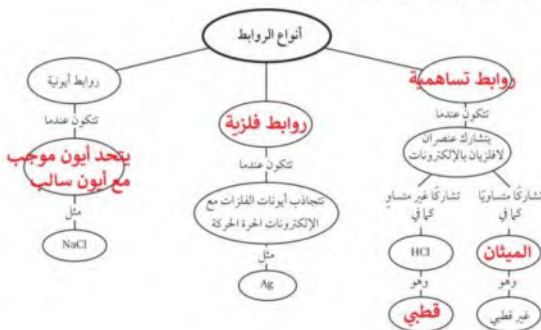 أنواع الروابط
روابط تساهمية
تتكون عندما
يتشارك عنصران
لافلزيان بالإلكترونات
تشاركًا متساويًا
كما في
الميثان
وهو
غير قطبي
تشاركًا غير متساوٍ
كما في
HCl
وهو
قطبي
روابط فلزية
تتكون عندما
تتجاذب أيونات الفلزات مع
الإلكترونات الحرة الحركة
مثل
Ag
روابط أيونية
تتكون عندما
يتحد أيون موجب
مع أيون سالب
مثل
NaCl